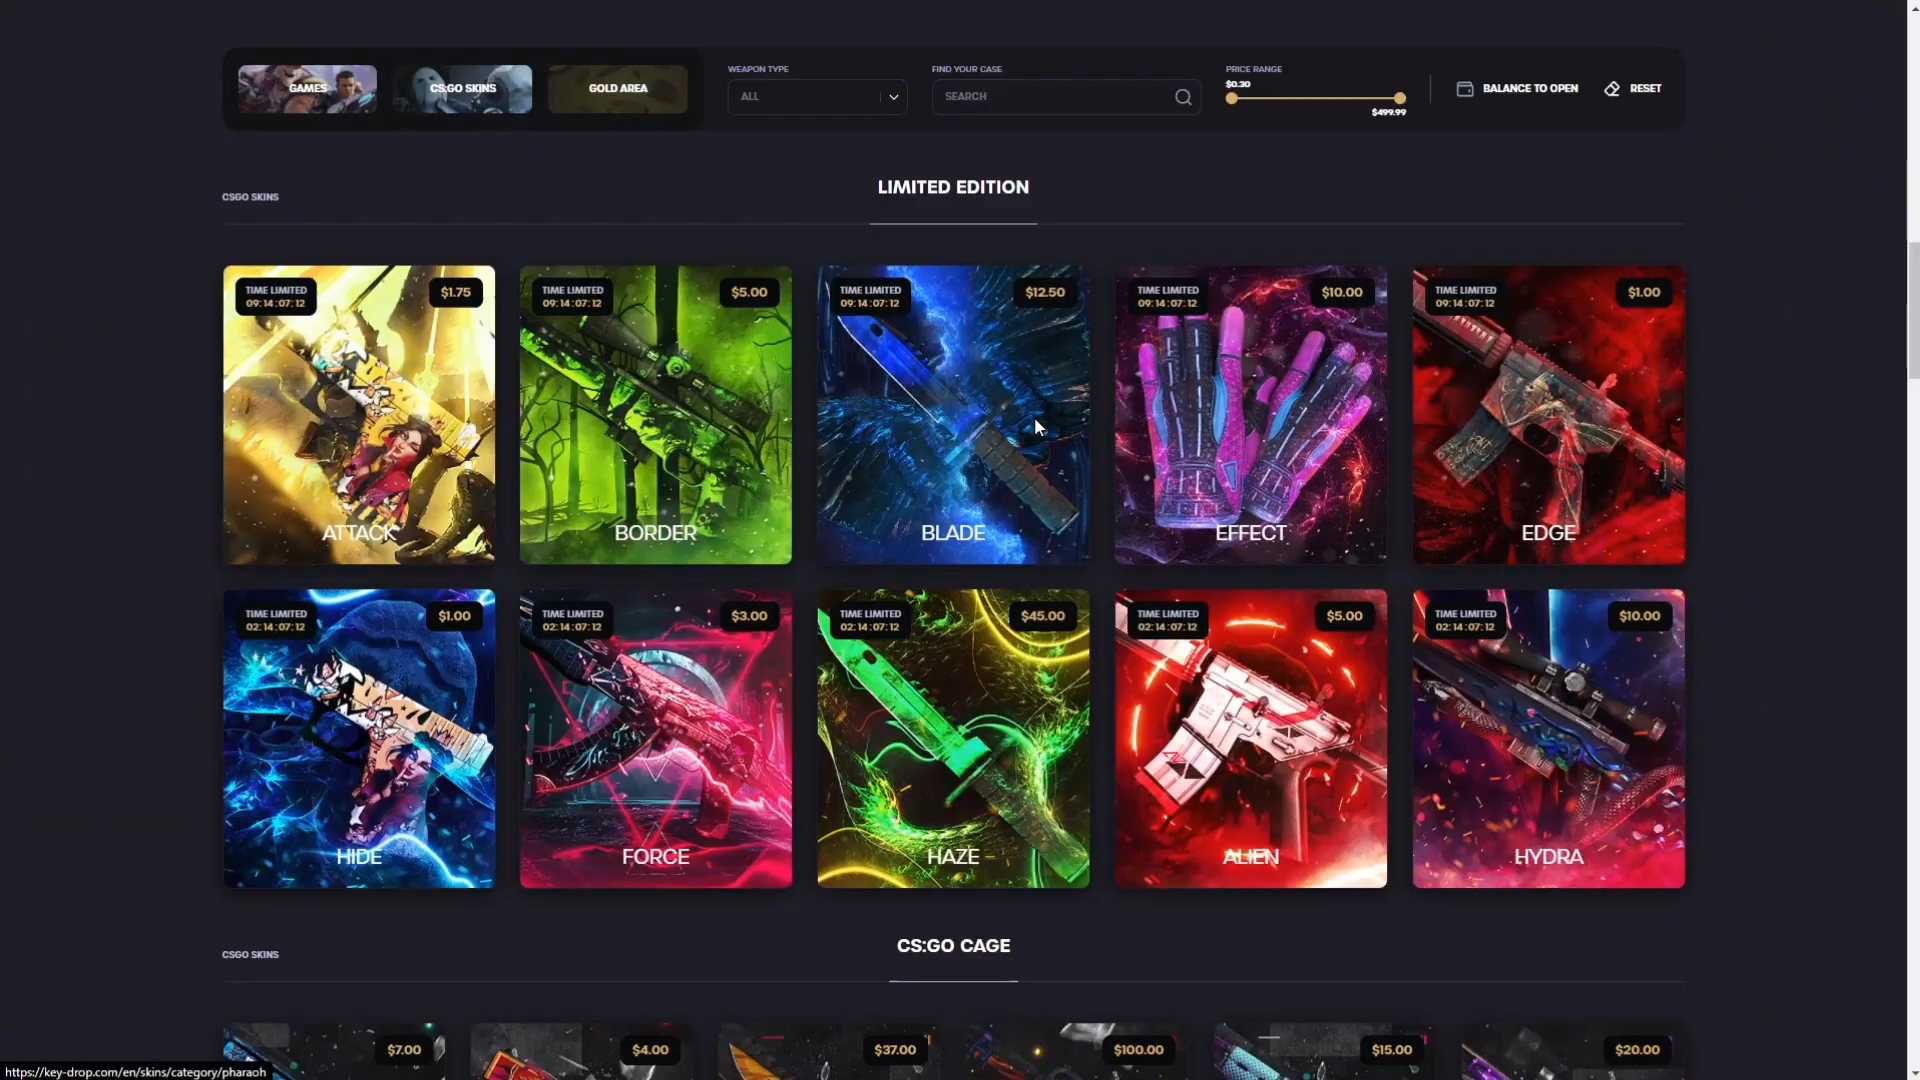 GAMES
CS:GO SKINS
GOLD AREA
WEAPON TYPE
ALL
FIND YOUR CASE
SEARCH
PRICE RANGE
$0.20
$499.99
BALANCE TO OPEN
RESET
CSGO SKINS
LIMITED EDITION
TIME LIMITED
09:14:07:12
$1.75
ATTACK
TIME LIMITED
09:14:07:12
$5.00
BORDER
TIME LIMITED
09:14:07:12
$12.50
BLADE
TIME LIMITED
09:14:07:12
$10.00
EFFECT
TIME LIMITED
09:14:07:12
$1.00
EDGE
TIME LIMITED
02:14:07:12
$1.00
HIDE
TIME LIMITED
02:14:07:12
$3.00
FORCE
TIME LIMITED
02:14:07:12
$45.00
HAZE
TIME LIMITED
02:14:07:12
$5.00
ALIEN
TIME LIMITED
02:14:07:12
$10.00
HYDRA
CSGO SKINS
CS:GO CAGE
$7.00
$4.00
$37.00
$100.00
$15.00
$20.00
https://key-drop.com/en/skins/category/pharaoh